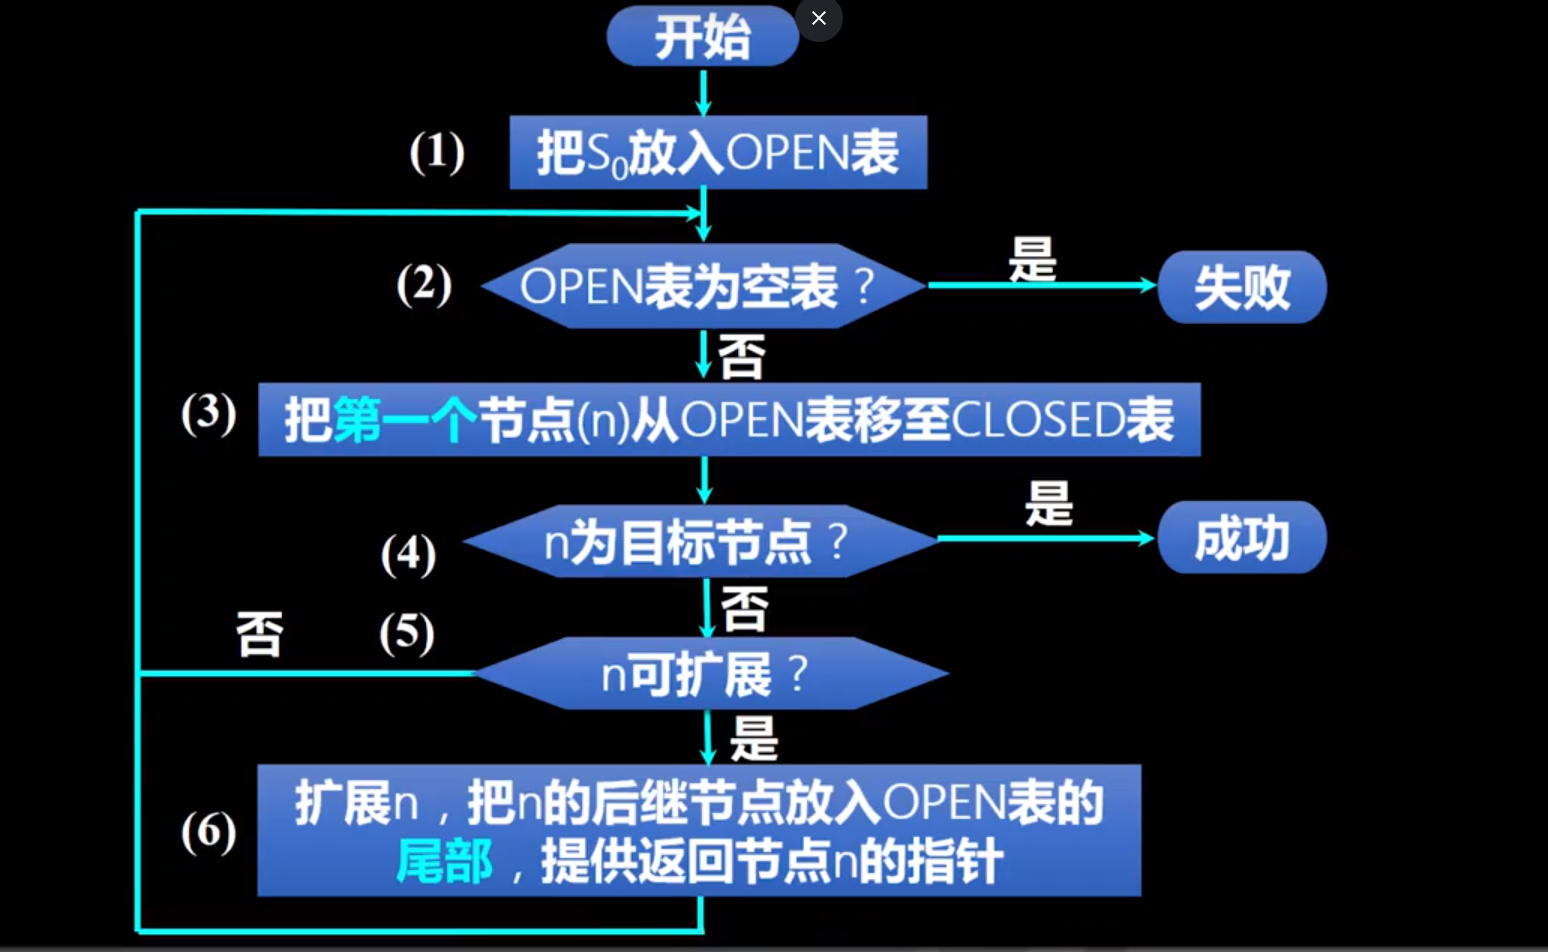 开始
(1)
把S₀放入OPEN表
(2)
OPEN表为空表？
是
失败
否
(3)
把第一个节点(n)从OPEN表移至CLOSED表
(4)
n为目标节点？
是
成功
否
否
(5)
n可扩展？
是
(6)
扩展n，把n的后继节点放入OPEN表的
尾部，提供返回节点n的指针